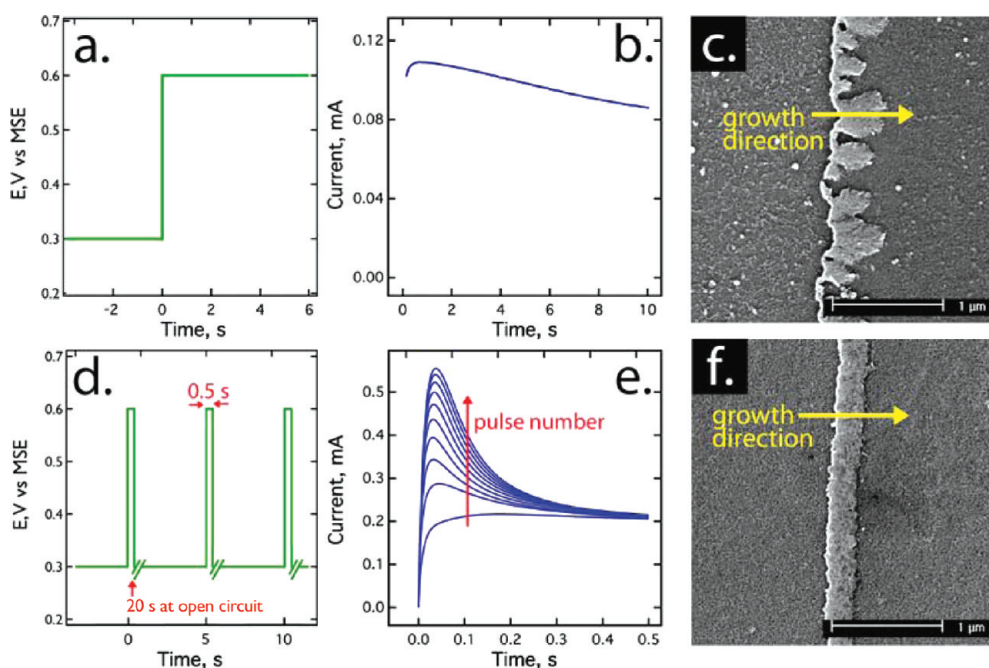 a.
0.7
0.6
0.5
0.4
0.3
0.2
E,V vs MSE
-2 0 2 4 6
Time, s
b.
0.12
0.08
0.04
0.00
Current, mA
0 2 4 6 8 10
Time, s
c.
growth
direction
1 µm
d.
0.7
0.6
0.5
0.4
0.3
0.2
E,V vs MSE
0.5 s
20 s at open circuit
0 5 10
Time, s
e.
0.5
0.4
0.3
0.2
0.1
0.0
Current, mA
pulse number
0.0 0.1 0.2 0.3 0.4 0.5
Time, s
f.
growth
direction
1 µm